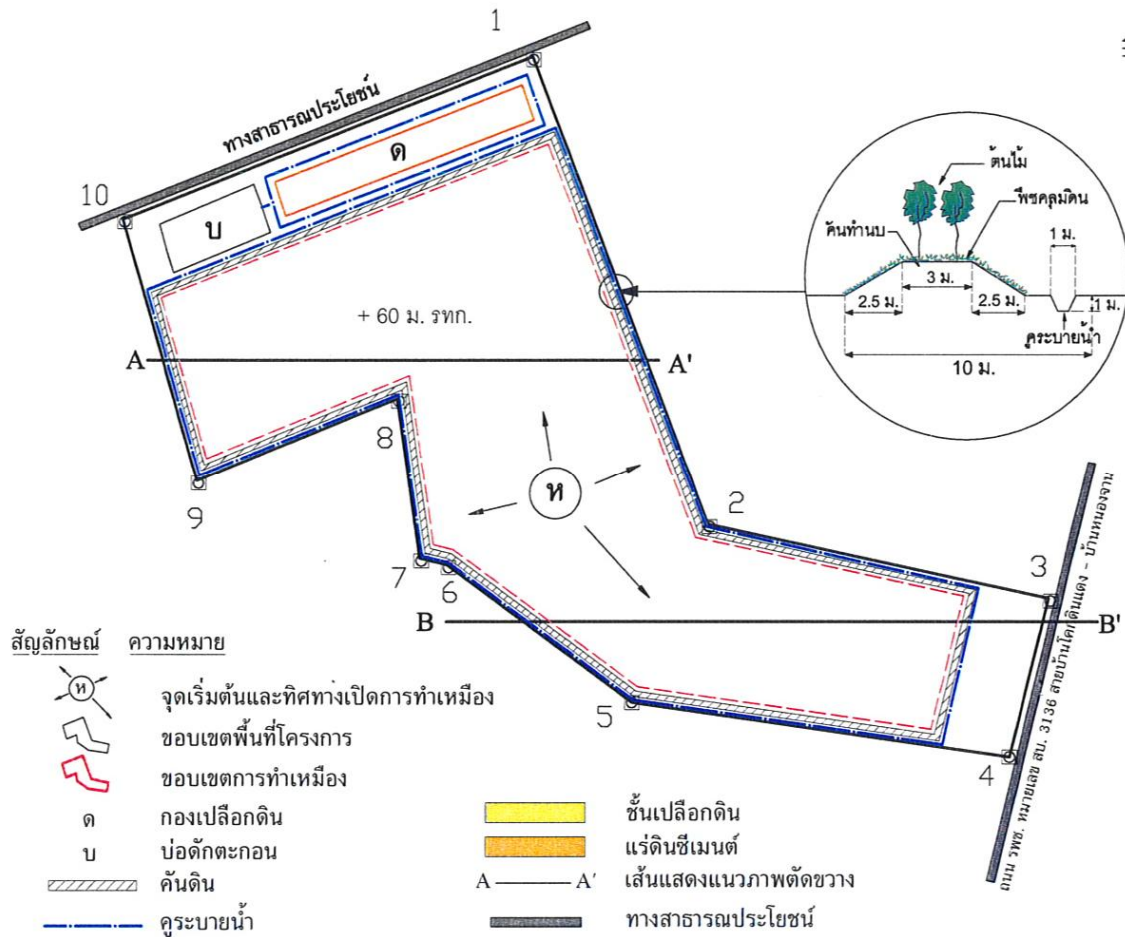 1
ทางสาธารณประโยชน์
10
ด
บ
+ 60 ม. รทก.
A
A'
8
9
ห
2
7
6
3
B
B'
5
4
ต้นไม้
พืชคลุมดิน
คันทำนบ
1 ม.
3 ม.
2.5 ม.
2.5 ม.
1 ม.
คูระบายน้ำ
10 ม.
ถนน รพช. หมายเลข สบ. 3136 สายบ้านโคกดินแดง - บ้านหนองจาน
สัญลักษณ์ ความหมาย
ห จุดเริ่มต้นและทิศทางเปิดการทำเหมือง
ขอบเขตพื้นที่โครงการ
ขอบเขตการทำเหมือง
ด กองเปลือกดิน
บ บ่อดักตะกอน
คันดิน
คูระบายน้ำ
ชั้นเปลือกดิน
แร่ดินซีเมนต์
A A' เส้นแสดงแนวภาพตัดขวาง
ทางสาธารณประโยชน์